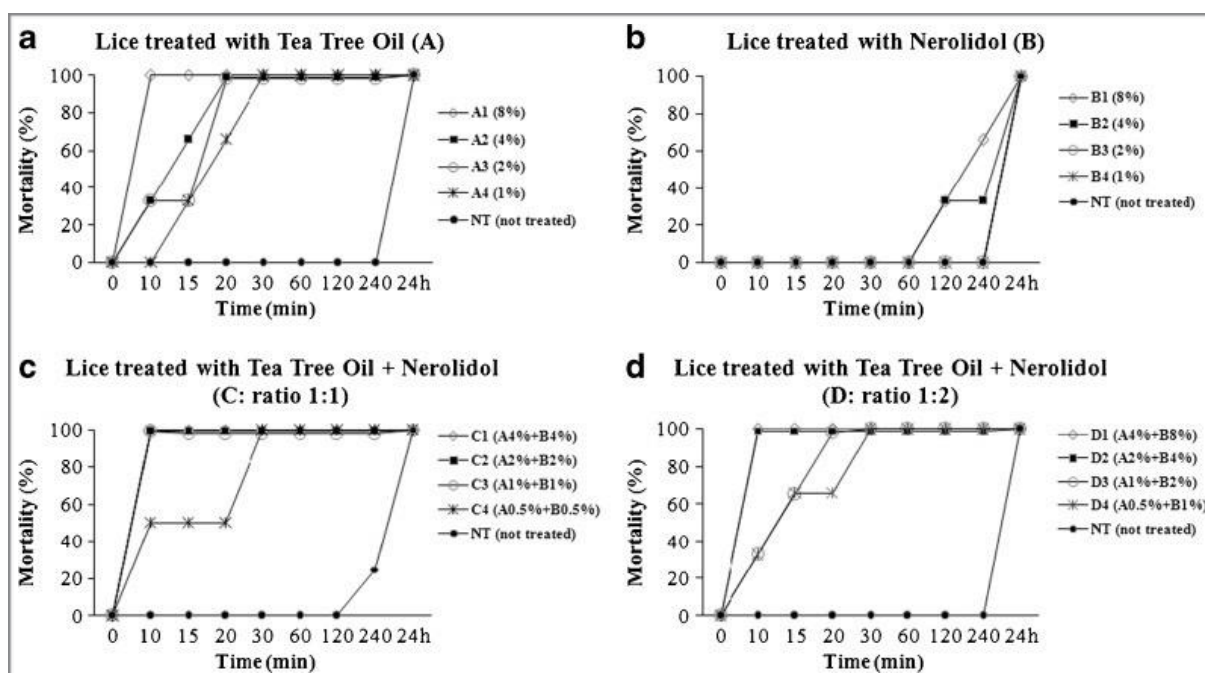 a Lice treated with Tea Tree Oil (A)
Mortality (%)
100
80
60
40
20
0
0 10 15 20 30 60 120 240 24h
Time (min)
A1 (8%)
A2 (4%)
A3 (2%)
A4 (1%)
NT (not treated)
b Lice treated with Nerolidol (B)
Mortality (%)
100
80
60
40
20
0
0 10 15 20 30 60 120 240 24h
Time (min)
B1 (8%)
B2 (4%)
B3 (2%)
B4 (1%)
NT (not treated)
c Lice treated with Tea Tree Oil + Nerolidol
(C: ratio 1:1)
Mortality (%)
100
80
60
40
20
0
0 10 15 20 30 60 120 240 24h
Time (min)
C1 (A4%+B4%)
C2 (A2%+B2%)
C3 (A1%+B1%)
C4 (A0.5%+B0.5%)
NT (not treated)
d Lice treated with Tea Tree Oil + Nerolidol
(D: ratio 1:2)
Mortality (%)
100
80
60
40
20
0
0 10 15 20 30 60 120 240 24h
Time (min)
D1 (A4%+B8%)
D2 (A2%+B4%)
D3 (A1%+B2%)
D4 (A0.5%+B1%)
NT (not treated)